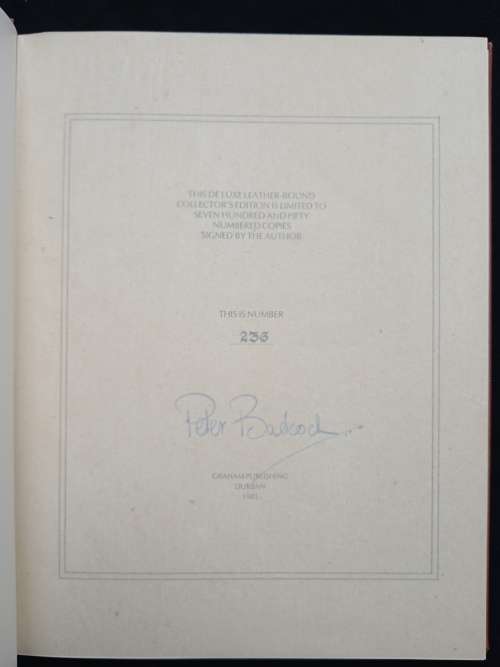 THIS DE LUXE LEATHER-BOUND
COLLECTOR'S EDITION IS LIMITED TO
SEVEN HUNDRED AND FIFTY
NUMBERED COPIES
SIGNED BY THE AUTHOR
THIS IS NUMBER
236
Peter Badcock
GRAHAM PUBLISHING
DURBAN
1981